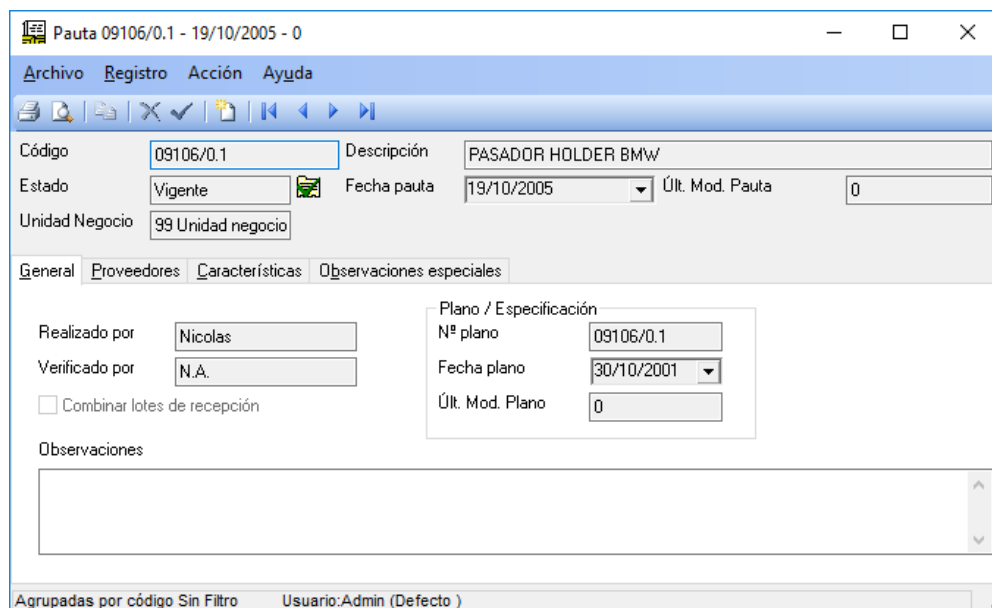 Pauta 09106/0.1 - 19/10/2005 - 0
Archivo Registro Acción Ayuda
Código 09106/0.1 Descripción PASADOR HOLDER BMW
Estado Vigente Fecha pauta 19/10/2005 Últ. Mod. Pauta 0
Unidad Negocio 99 Unidad negocio
General Proveedores Características Observaciones especiales
Plano / Especificación
Realizado por Nicolas Nº plano 09106/0.1
Verificado por N.A. Fecha plano 30/10/2001
Combinar lotes de recepción Últ. Mod. Plano 0
Observaciones
Agrupadas por código Sin Filtro Usuario:Admin (Defecto )